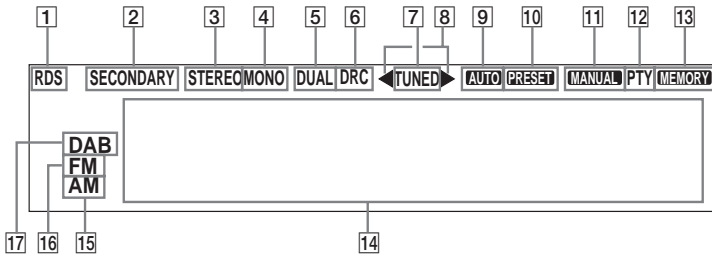 1 2 3 4 5 6 7 8 9 10 11 12 13
RDS SECONDARY STEREO MONO DUAL DRC TUNED AUTO PRESET MANUAL PTY MEMORY
DAB
FM
AM
17 16 15 14